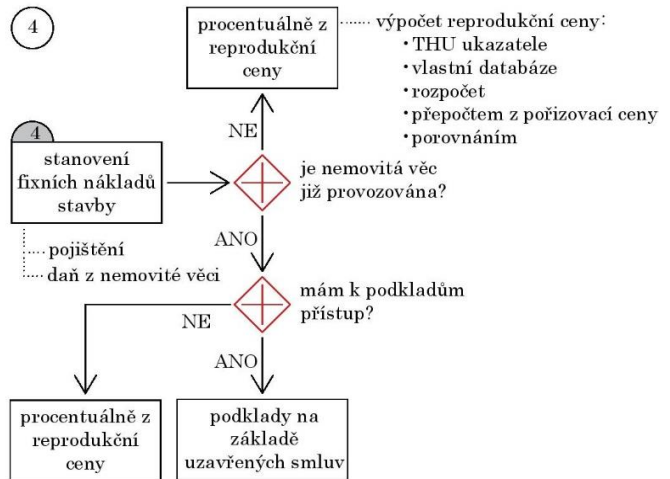 4
procentuálně z
reprodukční
ceny
výpočet reprodukční ceny:
• THU ukazatele
• vlastní databáze
• rozpočet
• přepočtem z pořizovací ceny
• porovnáním
NE
4
stanovení
fixních nákladů
stavby
je nemovitá věc
již provozována?
ANO
pojištění
daň z nemovité věci
mám k podkladům
přístup?
NE
ANO
procentuálně z
reprodukční
ceny
podklady na
základě
uzavřených smluv